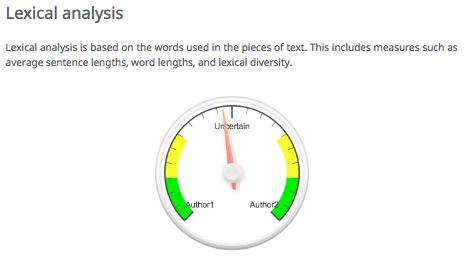 Lexical analysis
Lexical analysis is based on the words used in the pieces of text. This includes measures such as
average sentence lengths, word lengths, and lexical diversity.
Uncertain
Author1
Author2